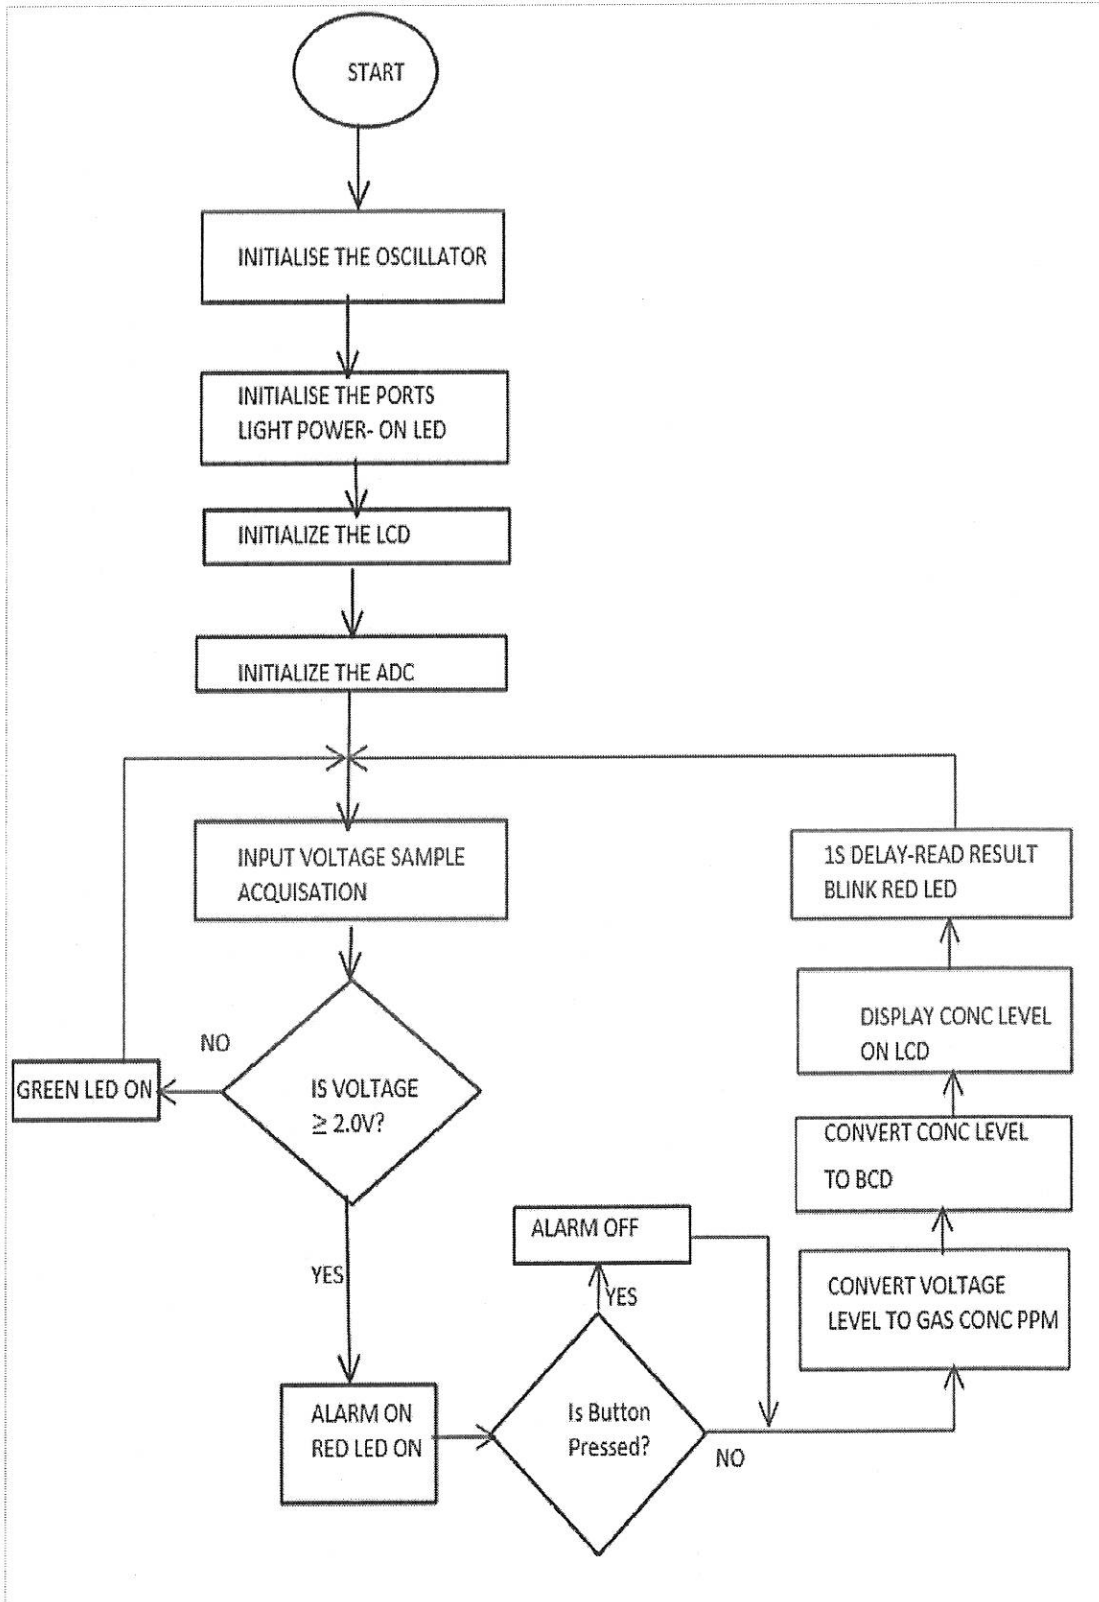 START
INITIALISE THE OSCILLATOR
INITIALISE THE PORTS
LIGHT POWER- ON LED
INITIALIZE THE LCD
INITIALIZE THE ADC
INPUT VOLTAGE SAMPLE
ACQUISATION
NO
GREEN LED ON
IS VOLTAGE
≥ 2.0V?
YES
ALARM ON
RED LED ON
Is Button
Pressed?
YES
ALARM OFF
NO
CONVERT VOLTAGE
LEVEL TO GAS CONC PPM
CONVERT CONC LEVEL
TO BCD
DISPLAY CONC LEVEL
ON LCD
1S DELAY-READ RESULT
BLINK RED LED